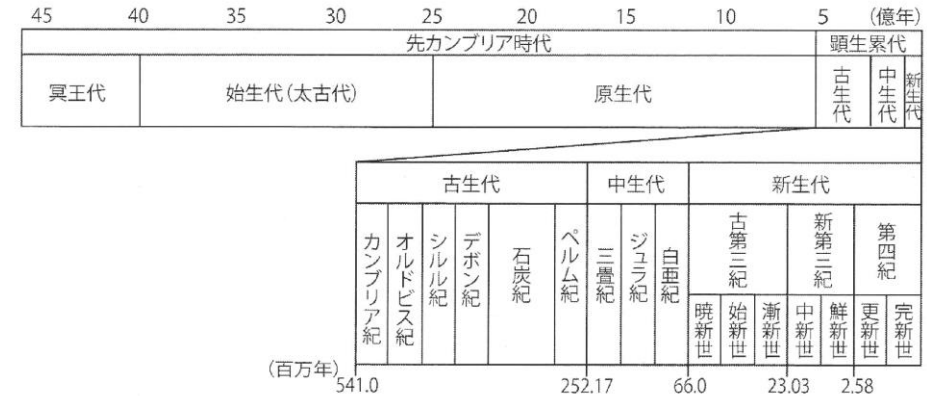 45 40 35 30 25 20 15 10 5 (億年)
先カンブリア時代 顕生累代
冥王代 始生代(太古代) 原生代 古生代 中生代 新生代
古生代 中生代 新生代
カンブリア紀 オルドビス紀 シルル紀 デボン紀 石炭紀 ペルム紀 三畳紀 ジュラ紀 白亜紀 古第三紀 新第三紀 第四紀
暁新世 始新世 漸新世 中新世 鮮新世 更新世 完新世
(百万年)
541.0 252.17 66.0 23.03 2.58